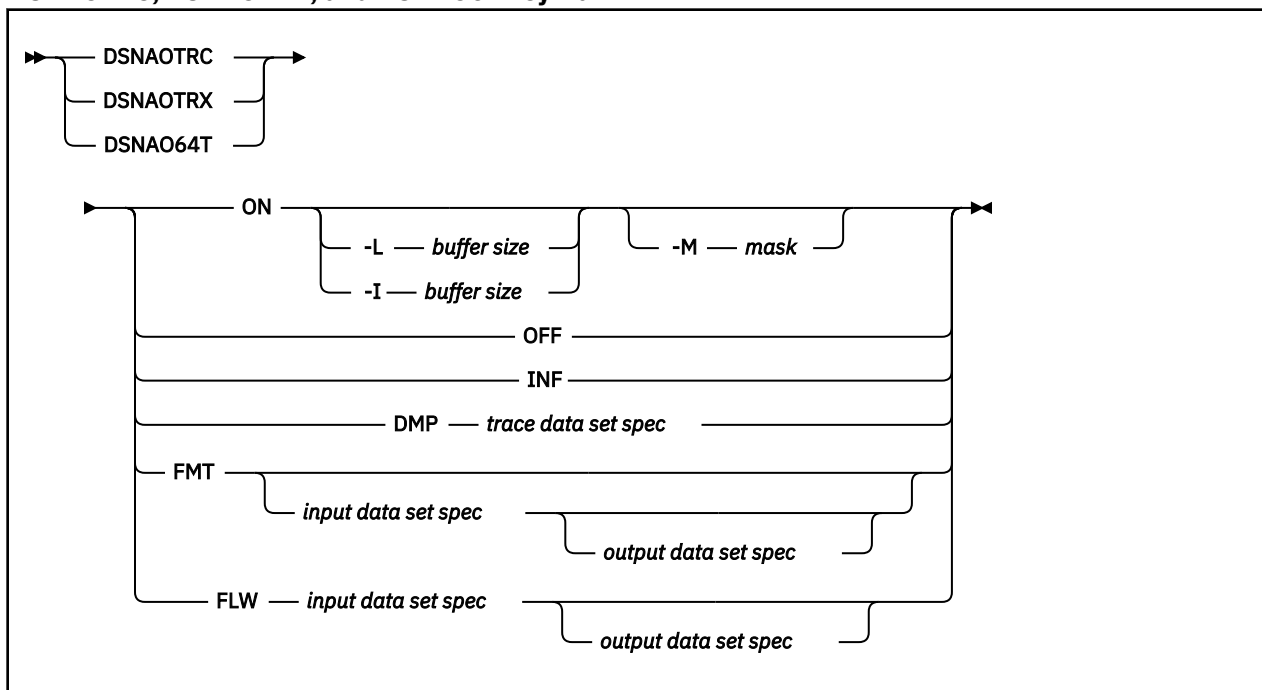 DSNAOTRC
DSNAOTRX
DSNAO64T
ON
-L buffer size
-M mask
-I buffer size
OFF
INF
DMP trace data set spec
FMT
input data set spec
output data set spec
FLW input data set spec
output data set spec